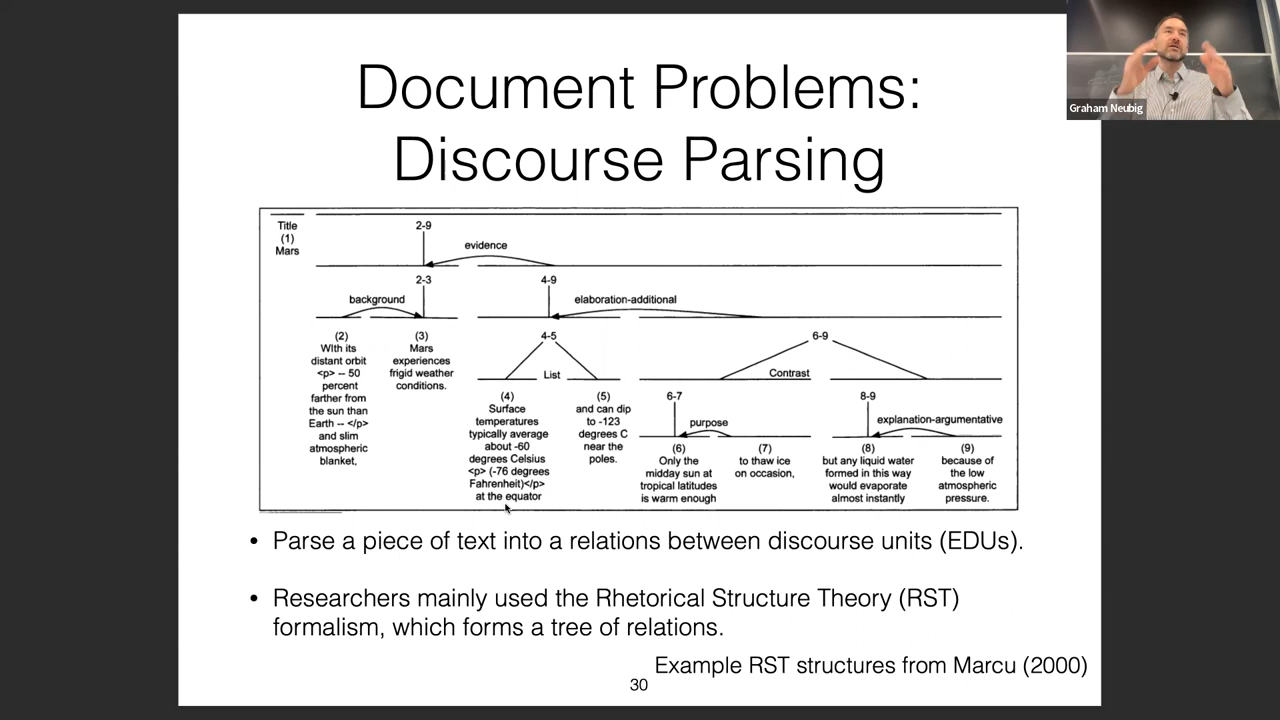 Graham Neubig
Document Problems:
Discourse Parsing
Title
(1)
Mars
2-9
evidence
2-3
4-9
background
elaboration-additional
(2)
WIth its
distant orbit
<p> -- 50
percent
farther from
the sun than
Earth -- </p>
and slim
atmospheric
blanket,
(3)
Mars
experiences
frigid weather
conditions.
4-5
List
(4)
Surface
temperatures
typically average
about -60
degrees Celsius
<p> (-76 degrees
Fahrenheit)</p>
at the equator
(5)
and can dip
to -123
degrees C
near the
poles.
6-9
Contrast
6-7
purpose
(6)
Only the
midday sun at
tropical latitudes
is warm enough
(7)
to thaw ice
on occasion,
8-9
explanation-argumentative
(8)
but any liquid water
formed in this way
would evaporate
almost instantly
(9)
because of
the low
atmospheric
pressure.
• Parse a piece of text into a relations between discourse units (EDUs).
• Researchers mainly used the Rhetorical Structure Theory (RST)
formalism, which forms a tree of relations.
Example RST structures from Marcu (2000)
30